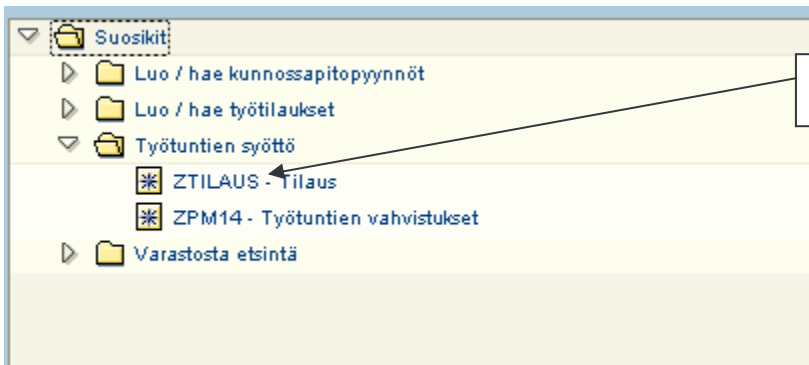 Suosikit
Luo / hae kunnossapitopyynnöt
Luo / hae työtilaukset
Työtuntien syöttö
ZTILAUS - Tilaus
ZPM14 - Työtuntien vahvistukset
Varastosta etsintä